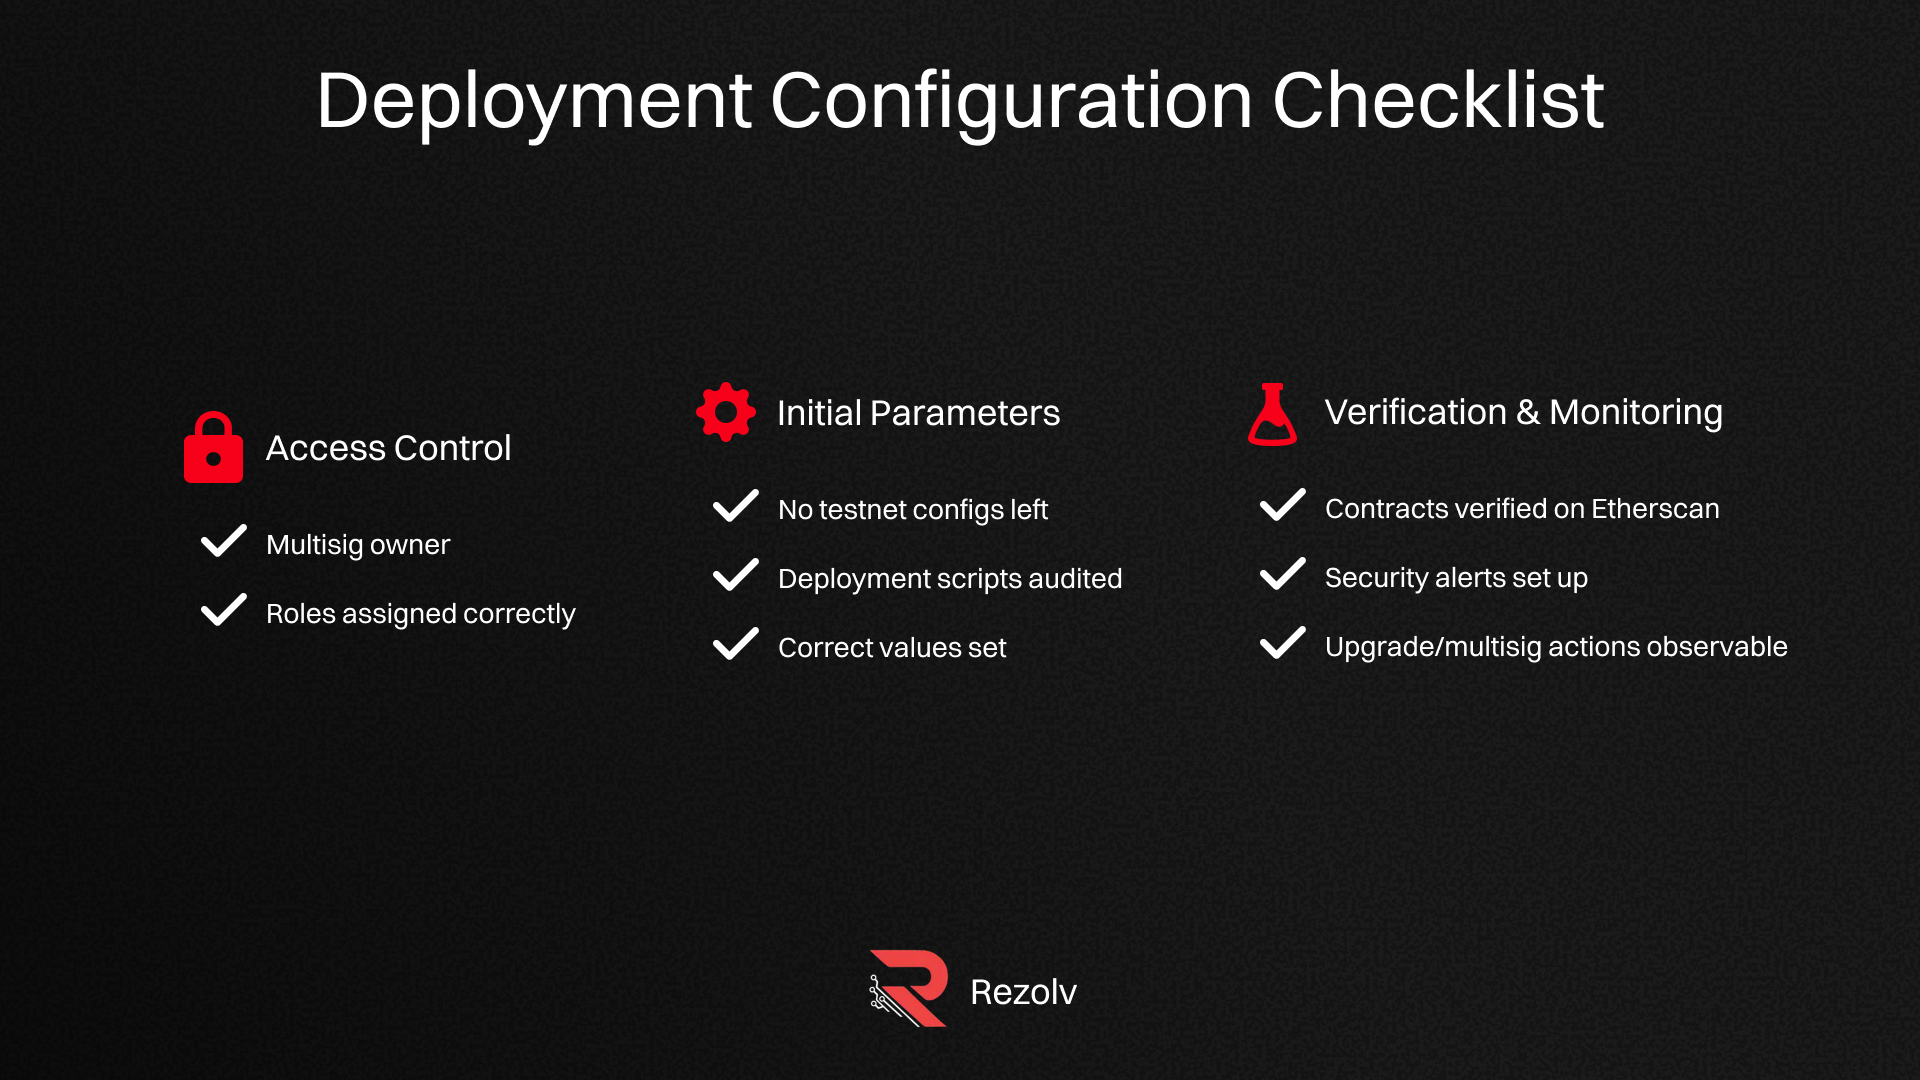 Deployment Configuration Checklist
Access Control
Multisig owner
Roles assigned correctly
Initial Parameters
No testnet configs left
Deployment scripts audited
Correct values set
Verification & Monitoring
Contracts verified on Etherscan
Security alerts set up
Upgrade/multisig actions observable
Rezolv